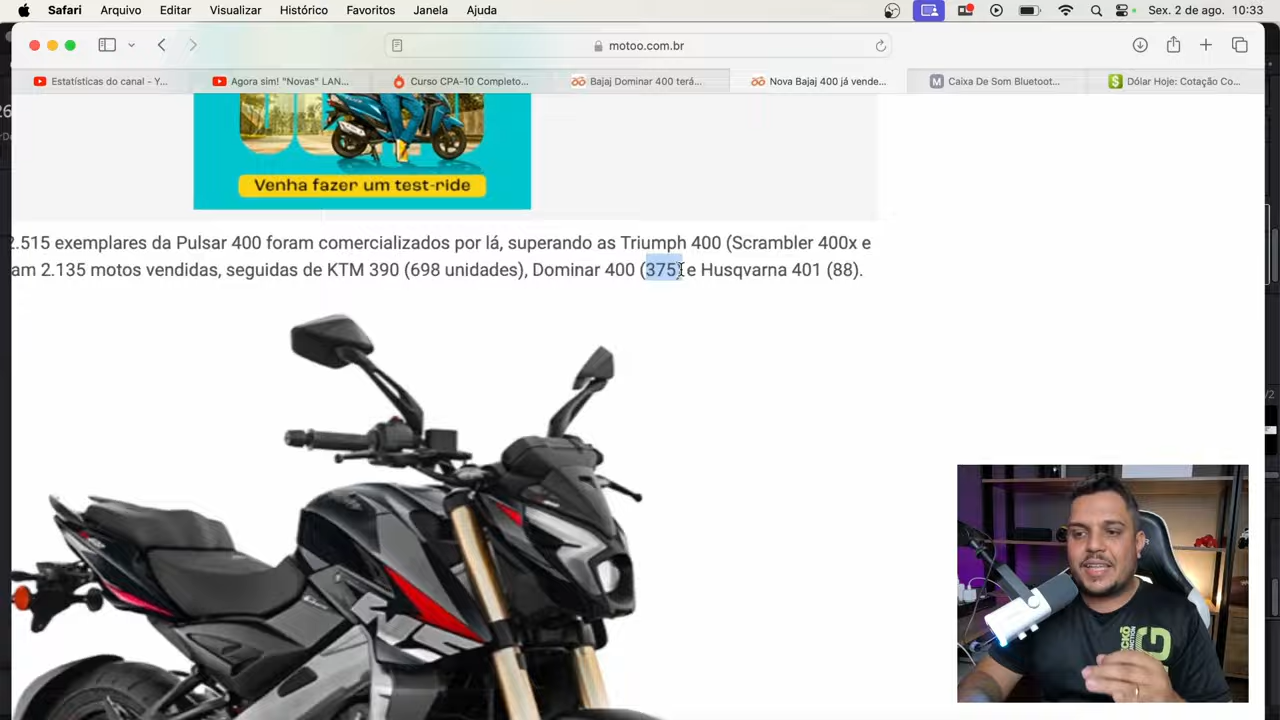 Safari Arquivo Editar Visualizar Histórico Favoritos Janela Ajuda Sex. 2 de ago. 10:33
motoo.com.br
Estatísticas do canal - Y... Agora sim! "Novas" LAN... Curso CPA-10 Completo... Bajaj Dominar 400 terá... Nova Bajaj 400 já vende... Caixa De Som Bluetoot... Dólar Hoje: Cotação Co...
Venha fazer um test-ride
2.515 exemplares da Pulsar 400 foram comercializados por lá, superando as Triumph 400 (Scrambler 400x e
am 2.135 motos vendidas, seguidas de KTM 390 (698 unidades), Dominar 400 (375) e Husqvarna 401 (88).